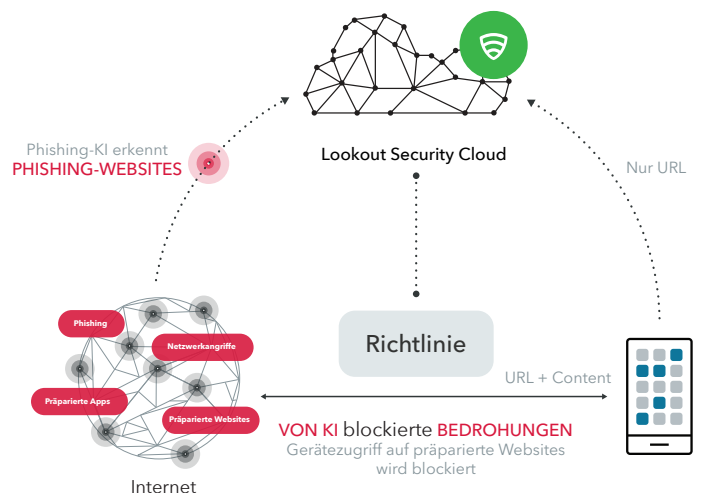 Lookout Security Cloud
Phishing-KI erkennt
PHISHING-WEBSITES
Nur URL
Phishing
Netzwerkangriffe
Präparierte Apps
Präparierte Websites
Internet
Richtlinie
URL + Content
VON KI blockierte BEDROHUNGEN
Gerätezugriff auf präparierte Websites
wird blockiert